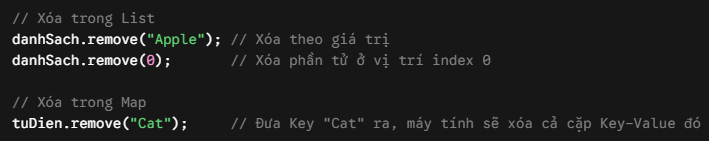 // Xóa trong List
danhSach.remove("Apple"); // Xóa theo giá trị
danhSach.remove(0);       // Xóa phần tử ở vị trí index 0
// Xóa trong Map
tuDien.remove("Cat");     // Đưa Key "Cat" ra, máy tính sẽ xóa cả cặp Key-Value đó